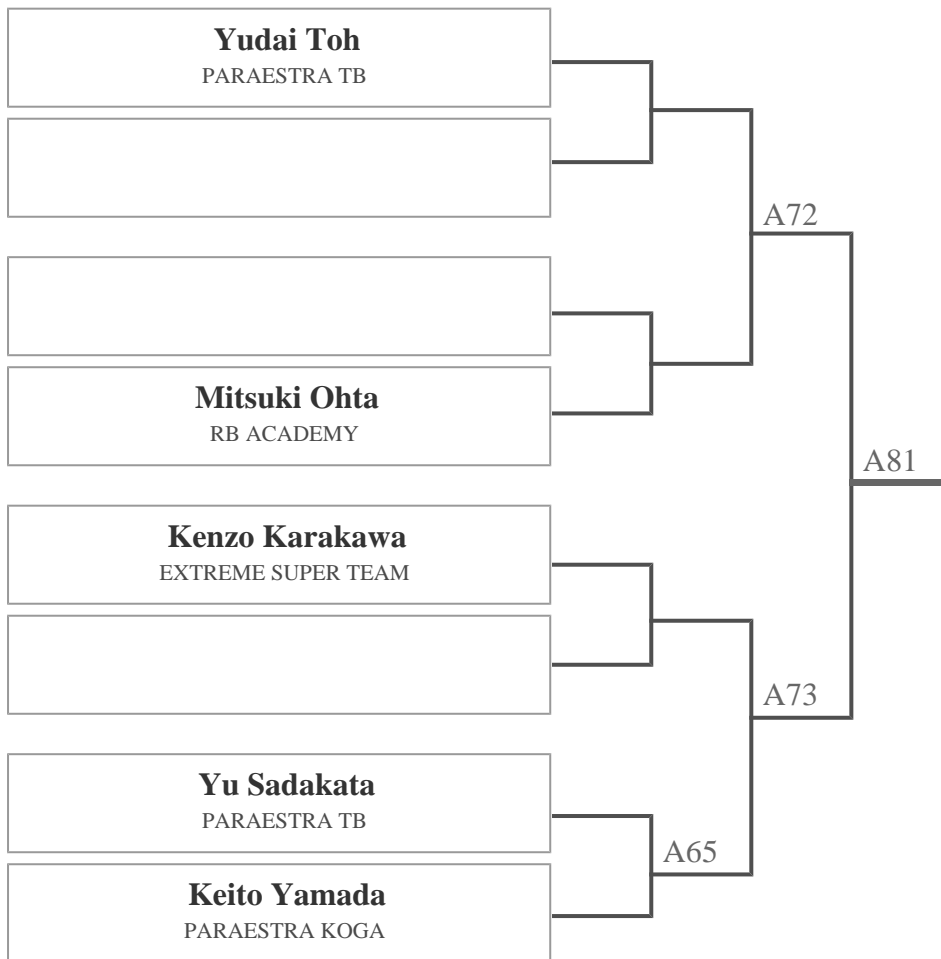 Yudai Toh
PARAESTRA TB
A72
Mitsuki Ohta
RB ACADEMY
A81
Kenzo Karakawa
EXTREME SUPER TEAM
A73
Yu Sadakata
PARAESTRA TB
A65
Keito Yamada
PARAESTRA KOGA